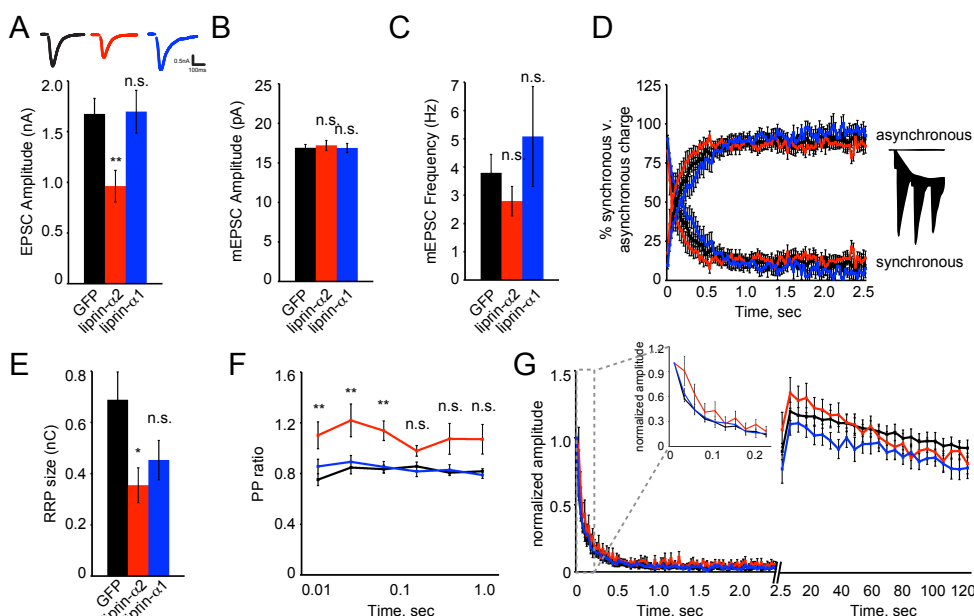 A
0.5nA
100ms
EPSC Amplitude (nA)
2.0
1.5
1.0
0.5
0
**
n.s.
GFP
liprin-α2
liprin-α1
B
mEPSC Amplitude (pA)
25
20
15
10
5
0
n.s.
n.s.
GFP
liprin-α2
liprin-α1
C
mEPSC Frequency (Hz)
7
6
5
4
3
2
1
0
n.s.
n.s.
GFP
liprin-α2
liprin-α1
D
% synchronous v.
asynchronous charge
125
100
75
50
25
0
0 0.5 1.0 1.5 2.0 2.5
Time, sec
asynchronous
synchronous
E
RRP size (nC)
0.8
0.6
0.4
0.2
0
*
n.s.
GFP
liprin-α2
liprin-α1
F
PP ratio
1.6
1.2
0.8
0.4
0
** ** ** n.s. n.s. n.s.
0.01 0.1 1.0
Time, sec
G
normalized amplitude
1.5
1.0
0.5
0
normalized amplitude
1.2
0.9
0.6
0.3
0
0 0.1 0.2
0 0.5 1.0 1.5 2.0 2.5 20 40 60 80 100 120
Time, sec